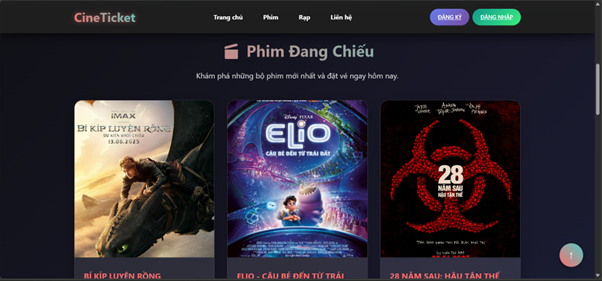 CineTicket
Trang chủ Phim Rạp Liên hệ ĐĂNG KÝ ĐĂNG NHẬP
Phim Đang Chiếu
Khám phá những bộ phim mới nhất và đặt vé ngay hôm nay.
IMAX
BÍ KÍP LUYỆN RỒNG
13.06.2025
DISNEY PIXAR
ELIO
CẬU BÉ ĐẾN TỪ TRÁI ĐẤT
28
NĂM SAU
HẬU TẬN THẾ
BÍ KÍP LUYỆN RỒNG
ELIO - CẬU BÉ ĐẾN TỪ TRÁI
28 NĂM SAU: HẬU TẬN THẾ